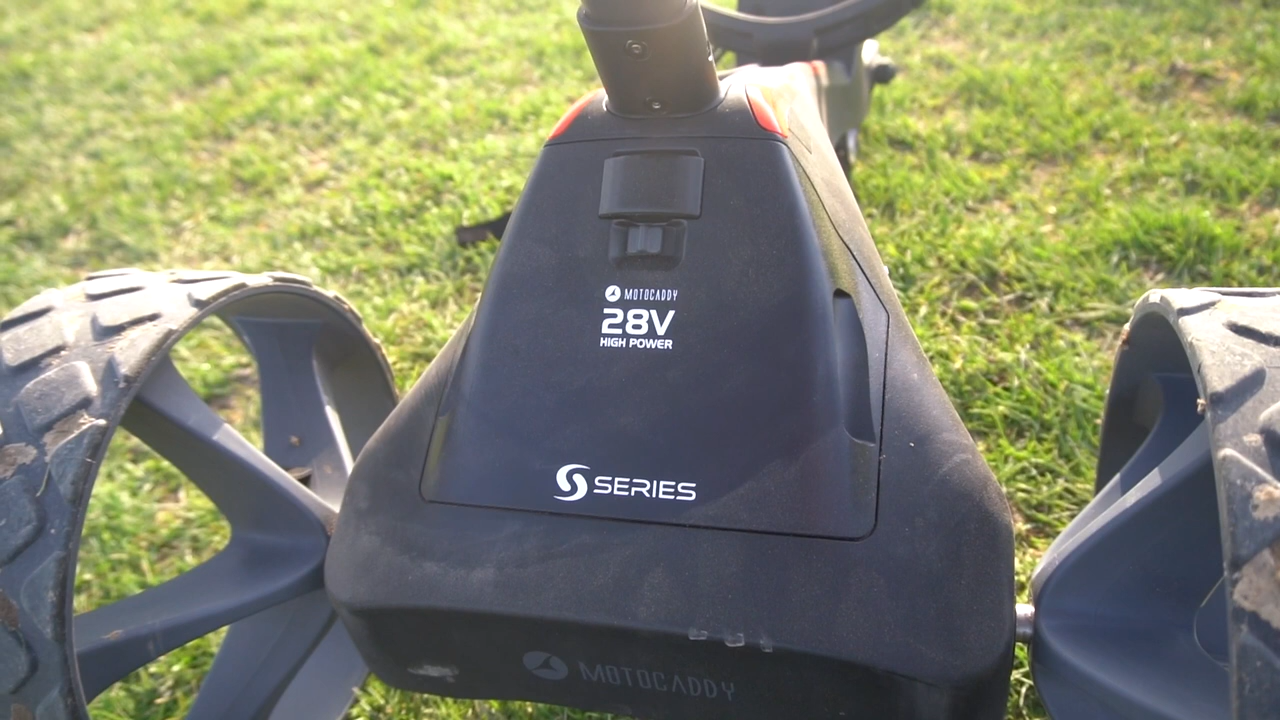 MOTOCADDY
28V
HIGH POWER
S SERIES
MOTOCADDY